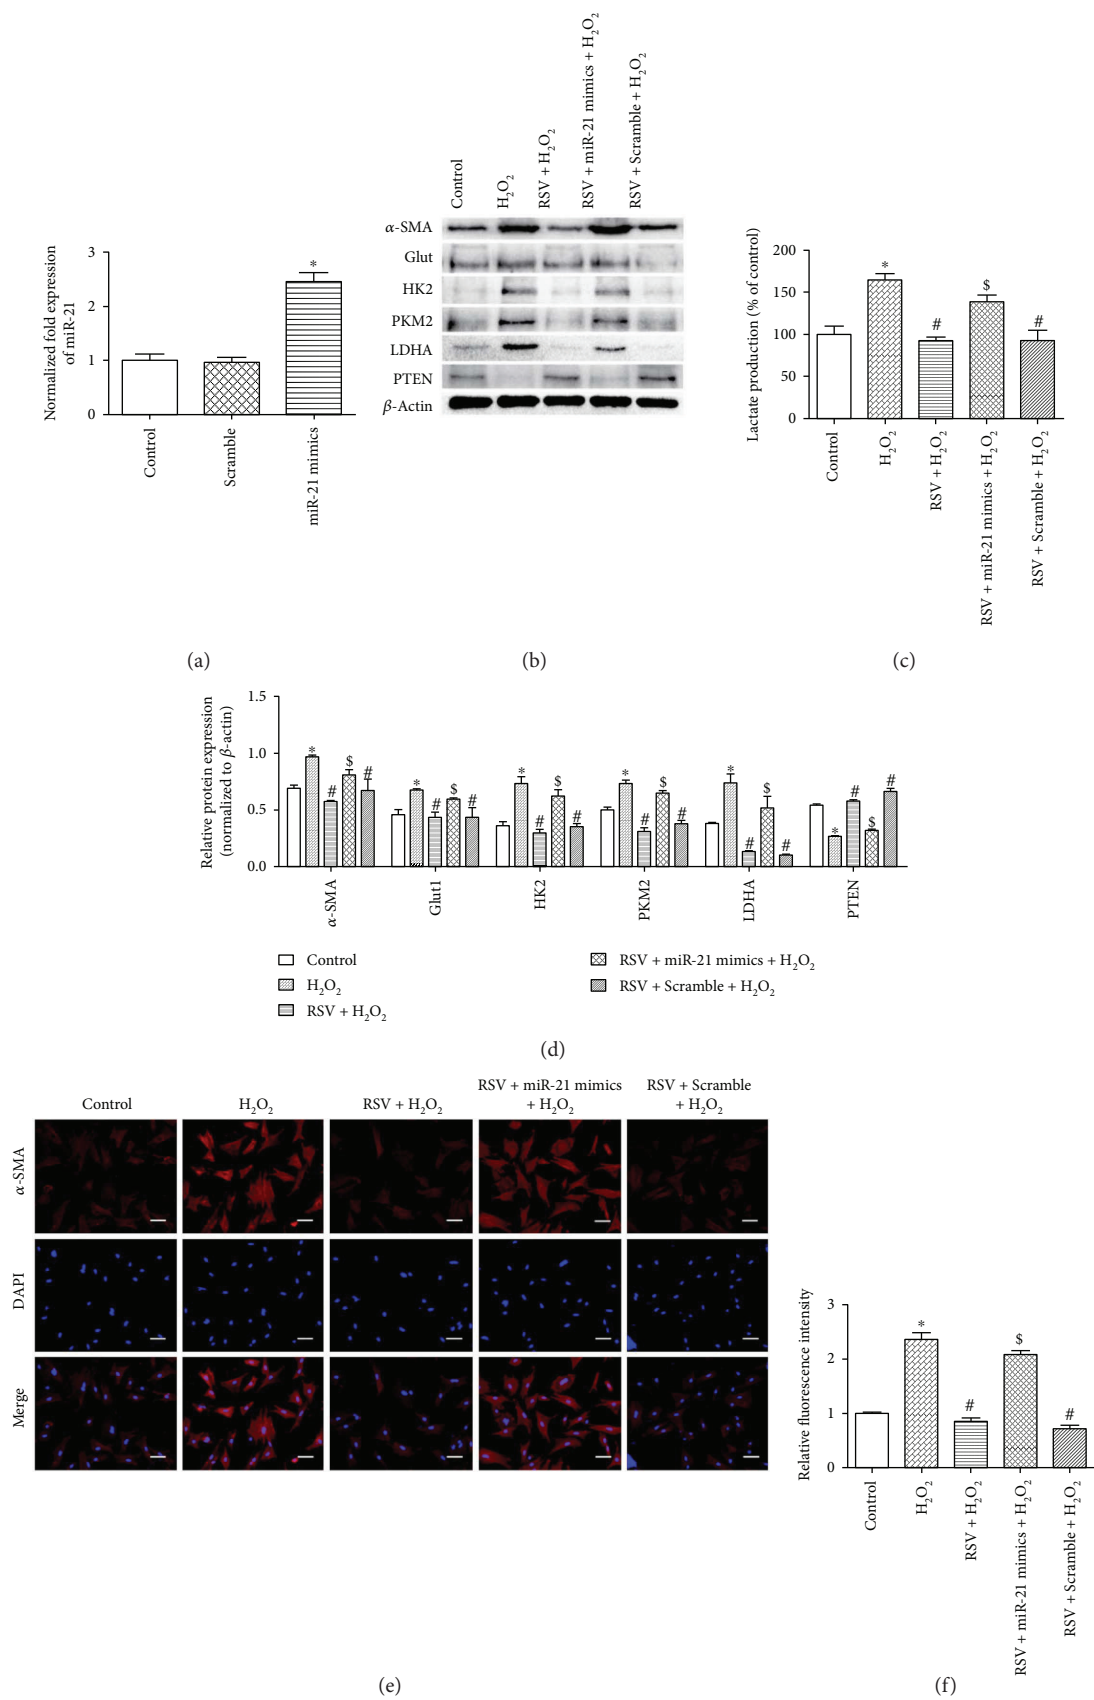 Normalized fold expression
of miR-21
3
2
1
0
*
Control
Scramble
miR-21 mimics
(a)
Control
H₂O₂
RSV + H₂O₂
RSV + miR-21 mimics + H₂O₂
RSV + Scramble + H₂O₂
α-SMA
Glut
HK2
PKM2
LDHA
PTEN
β-Actin
(b)
Lactate production (% of control)
200
150
100
50
0
*
#
$
#
Control
H₂O₂
RSV + H₂O₂
RSV + miR-21 mimics + H₂O₂
RSV + Scramble + H₂O₂
(c)
Relative protein expression
(normalized to β-actin)
1.5
1.0
0.5
0.0
* # $ #
* # $ #
* # $ #
* # $ #
* # $ #
* # $ #
α-SMA
Glut1
HK2
PKM2
LDHA
PTEN
Control
H₂O₂
RSV + H₂O₂
RSV + miR-21 mimics + H₂O₂
RSV + Scramble + H₂O₂
(d)
Control
H₂O₂
RSV + H₂O₂
RSV + miR-21 mimics
+ H₂O₂
RSV + Scramble
+ H₂O₂
α-SMA
DAPI
Merge
(e)
Relative fluorescence intensity
3
2
1
0
*
#
$
#
Control
H₂O₂
RSV + H₂O₂
RSV + miR-21 mimics + H₂O₂
RSV + Scramble + H₂O₂
(f)